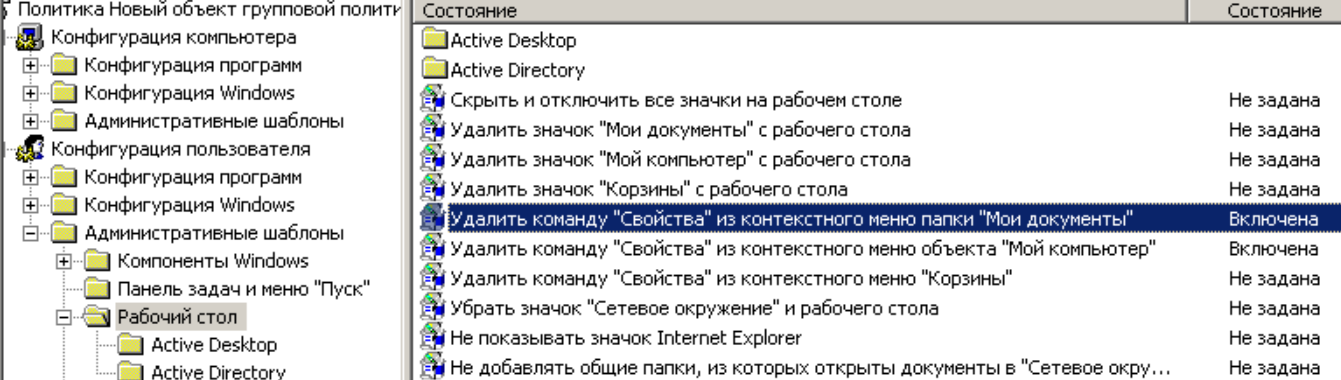 Политика Новый объект групповой полити
Конфигурация компьютера
Конфигурация программ
Конфигурация Windows
Административные шаблоны
Конфигурация пользователя
Конфигурация программ
Конфигурация Windows
Административные шаблоны
Компоненты Windows
Панель задач и меню "Пуск"
Рабочий стол
Active Desktop
Active Directory
Состояние Состояние
Active Desktop
Active Directory
Скрыть и отключить все значки на рабочем столе Не задана
Удалить значок "Мои документы" с рабочего стола Не задана
Удалить значок "Мой компьютер" с рабочего стола Не задана
Удалить значок "Корзины" с рабочего стола Не задана
Удалить команду "Свойства" из контекстного меню папки "Мои документы" Включена
Удалить команду "Свойства" из контекстного меню объекта "Мой компьютер" Включена
Удалить команду "Свойства" из контекстного меню "Корзины" Не задана
Убрать значок "Сетевое окружение" и рабочего стола Не задана
Не показывать значок Internet Explorer Не задана
Не добавлять общие папки, из которых открыты документы в "Сетевое окру... Не задана